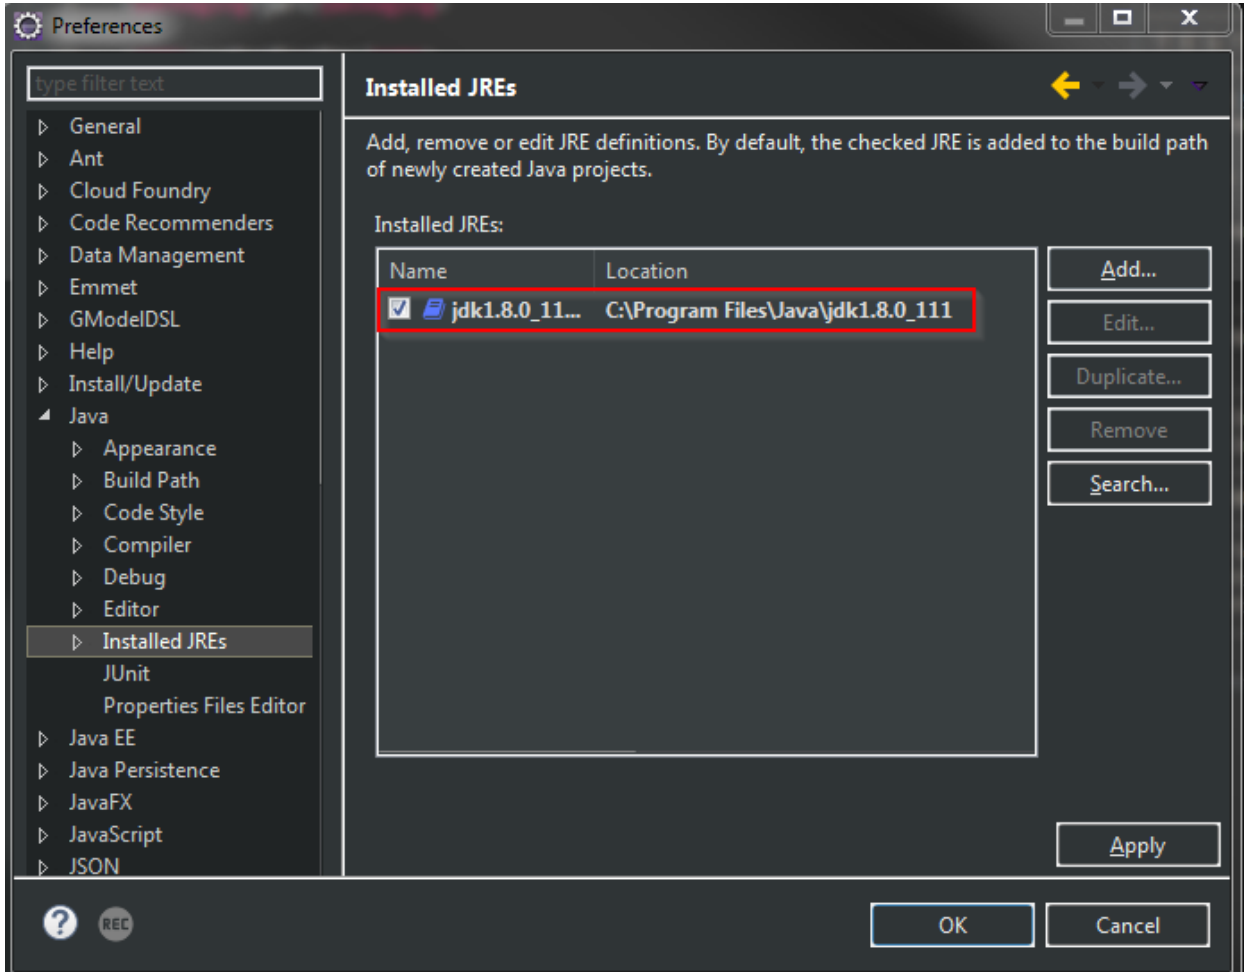 Preferences
type filter text
General
Ant
Cloud Foundry
Code Recommenders
Data Management
Emmet
GModelDSL
Help
Install/Update
Java
Appearance
Build Path
Code Style
Compiler
Debug
Editor
Installed JREs
JUnit
Properties Files Editor
Java EE
Java Persistence
JavaFX
JavaScript
JSON
Installed JREs
Add, remove or edit JRE definitions. By default, the checked JRE is added to the build path
of newly created Java projects.
Installed JREs:
Name Location
jdk1.8.0_11... C:\Program Files\Java\jdk1.8.0_111
Add...
Edit...
Duplicate...
Remove
Search...
Apply
? REC
OK Cancel